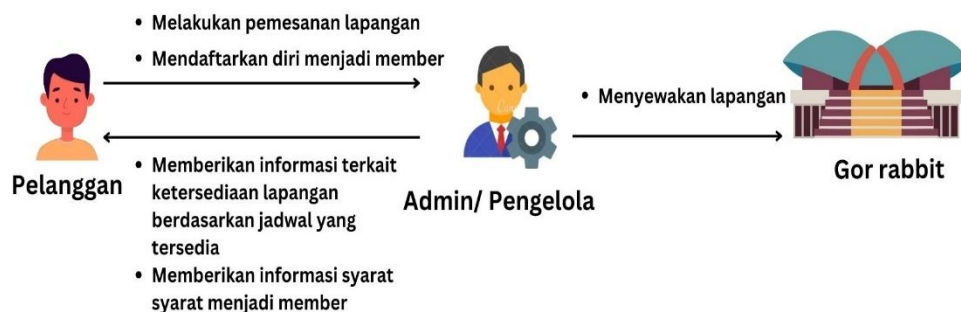 • Melakukan pemesanan lapangan
• Mendaftarkan diri menjadi member
Pelanggan
• Memberikan informasi terkait
ketersediaan lapangan
berdasarkan jadwal yang
tersedia
• Memberikan informasi syarat
syarat menjadi member
Admin/ Pengelola
• Menyewakan lapangan
Gor rabbit